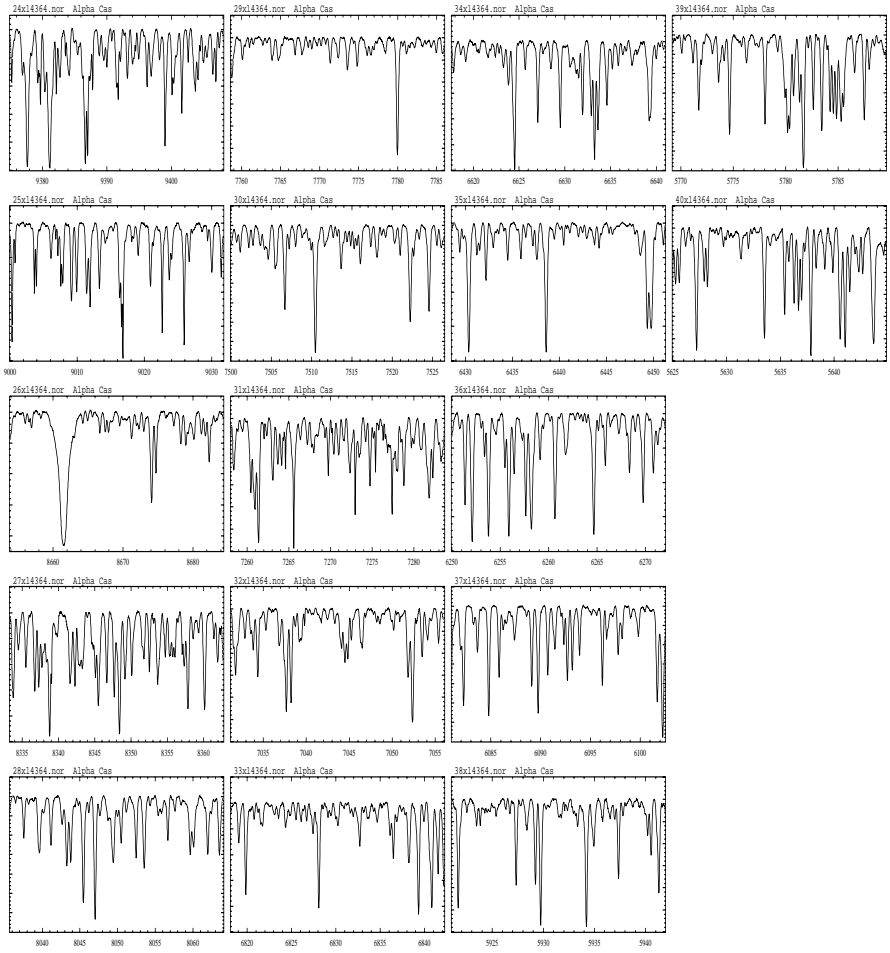 24x14364.nor Alpha Cas
9380 9390 9400
25x14364.nor Alpha Cas
9000 9010 9020 9030
26x14364.nor Alpha Cas
8660 8670 8680
27x14364.nor Alpha Cas
8335 8340 8345 8350 8355 8360
28x14364.nor Alpha Cas
8040 8045 8050 8055 8060
29x14364.nor Alpha Cas
7760 7765 7770 7775 7780 7785
30x14364.nor Alpha Cas
7500 7505 7510 7515 7520 7525
31x14364.nor Alpha Cas
7260 7265 7270 7275 7280
32x14364.nor Alpha Cas
7035 7040 7045 7050 7055
33x14364.nor Alpha Cas
6820 6825 6830 6835 6840
34x14364.nor Alpha Cas
6620 6625 6630 6635 6640
35x14364.nor Alpha Cas
6430 6435 6440 6445 6450
36x14364.nor Alpha Cas
6250 6255 6260 6265 6270
37x14364.nor Alpha Cas
6085 6090 6095 6100
38x14364.nor Alpha Cas
5925 5930 5935 5940
39x14364.nor Alpha Cas
5770 5775 5780 5785
40x14364.nor Alpha Cas
5625 5630 5635 5640